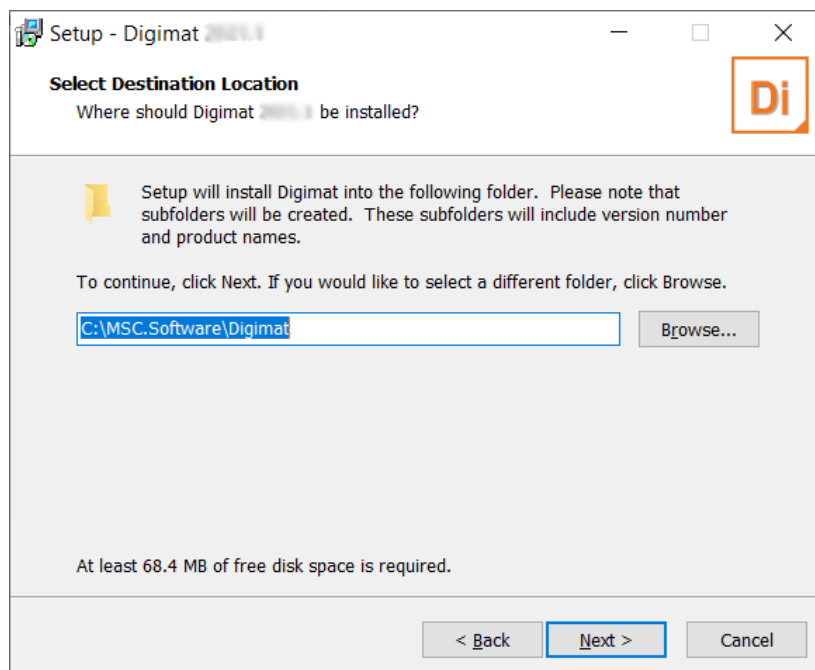 Setup - Digimat
Select Destination Location
Where should Digimat be installed?
Di
Setup will install Digimat into the following folder. Please note that
subfolders will be created. These subfolders will include version number
and product names.
To continue, click Next. If you would like to select a different folder, click Browse.
C:\MSC.Software\Digimat
Browse...
At least 68.4 MB of free disk space is required.
< Back
Next >
Cancel